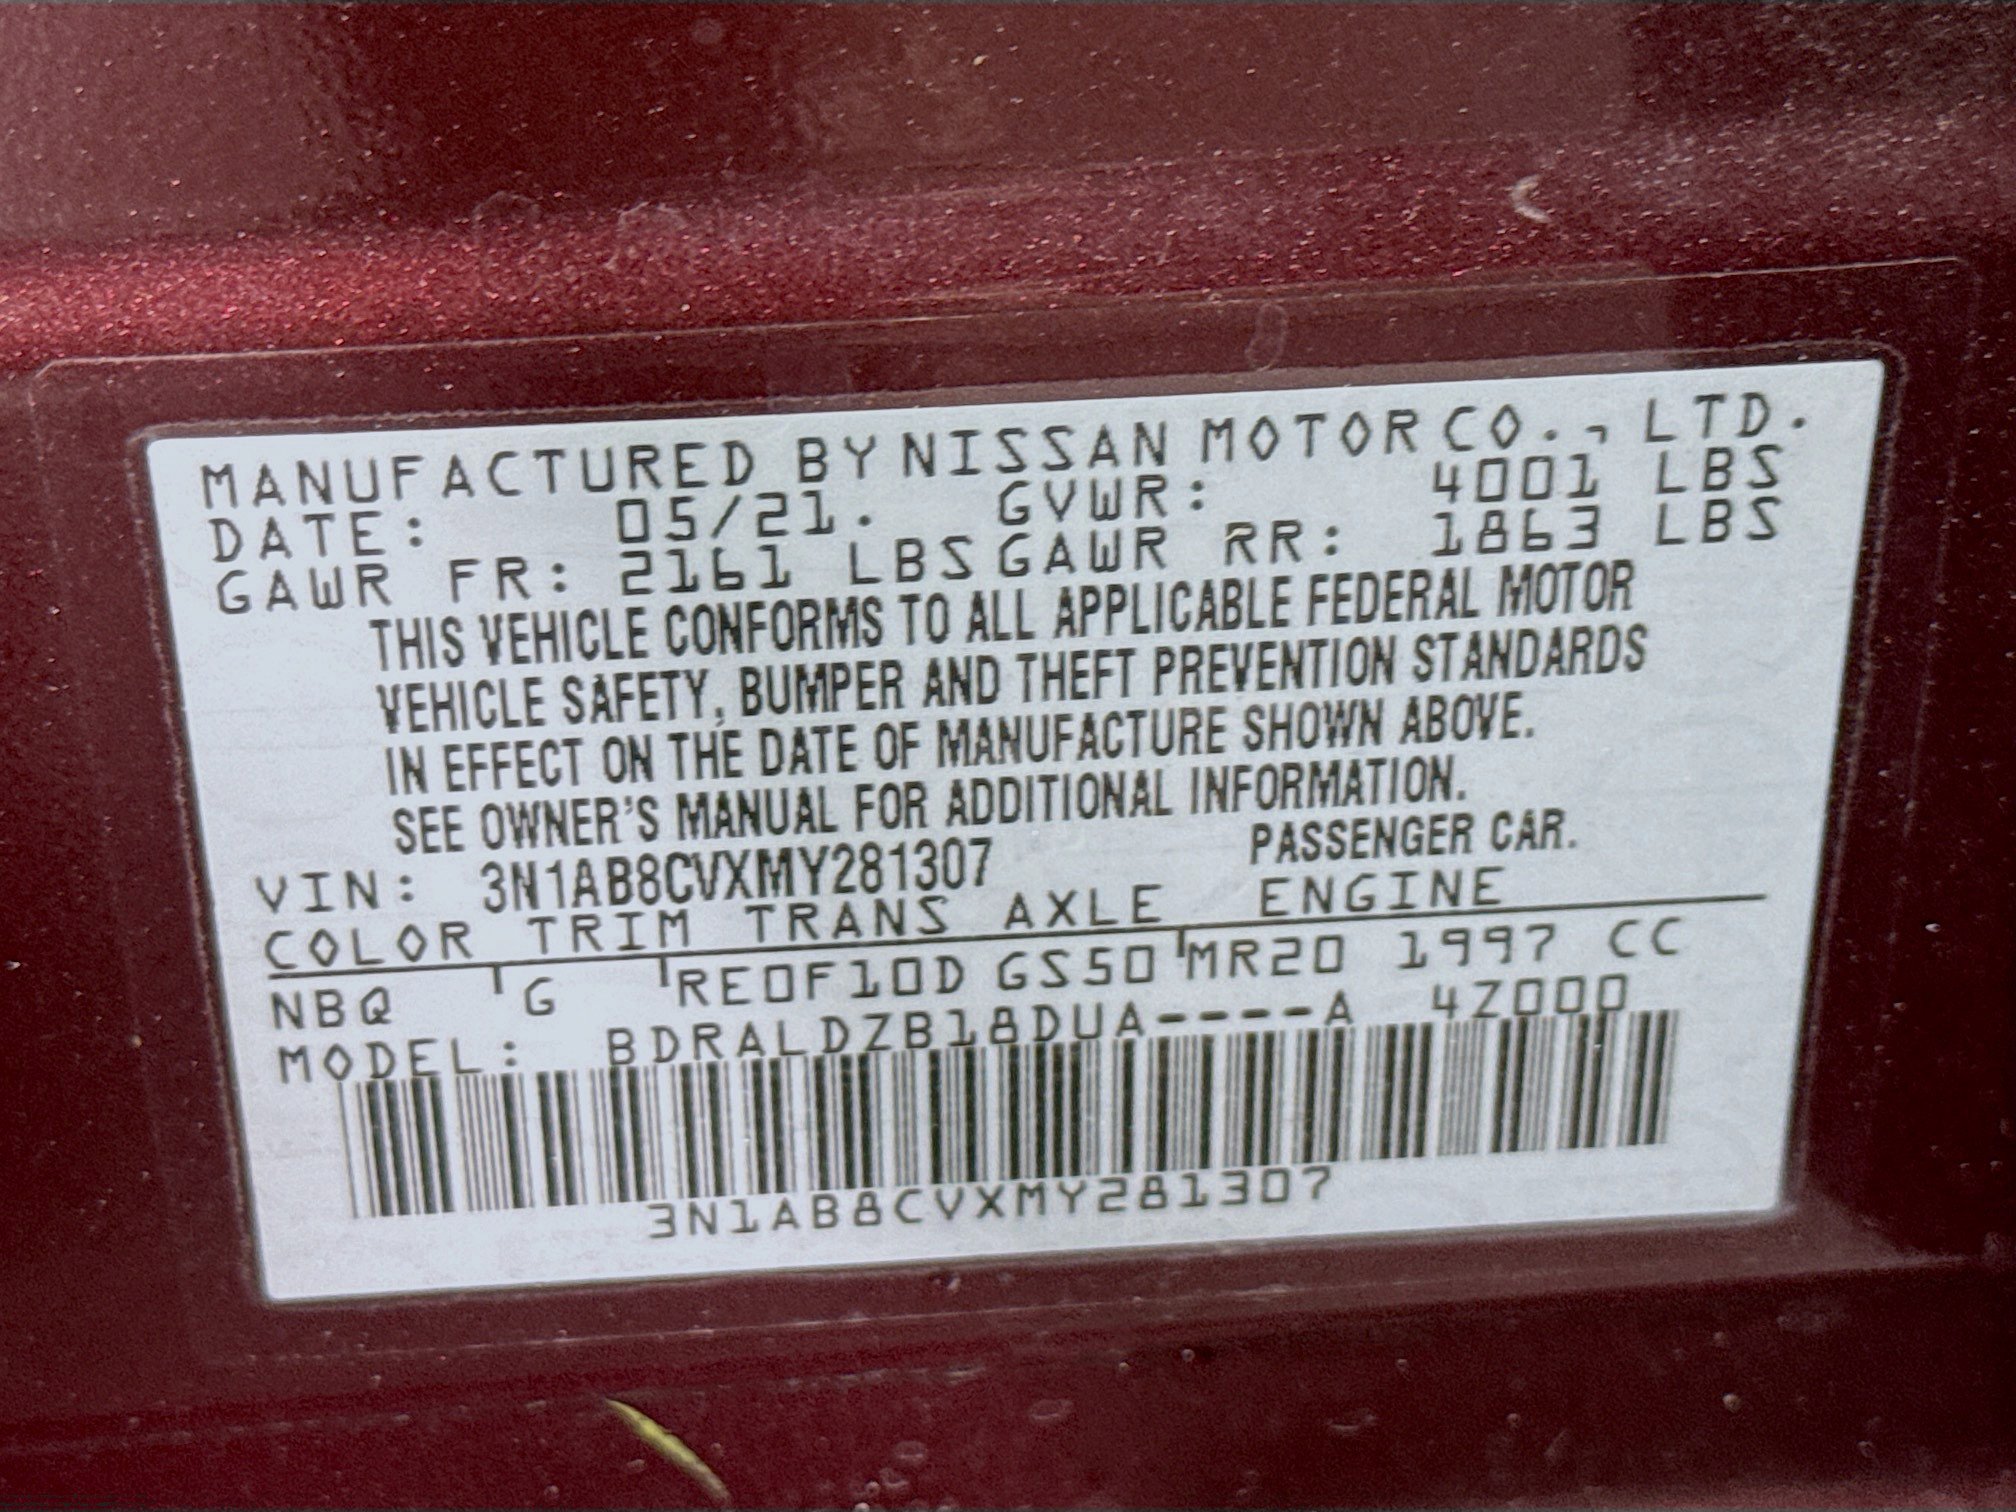 MANUFACTURED BY NISSAN MOTOR CO., LTD.
DATE: 05/21. GVWR: 4001 LBS
GAWR FR: 2161 LBS GAWR RR: 1863 LBS
THIS VEHICLE CONFORMS TO ALL APPLICABLE FEDERAL MOTOR
VEHICLE SAFETY, BUMPER AND THEFT PREVENTION STANDARDS
IN EFFECT ON THE DATE OF MANUFACTURE SHOWN ABOVE.
SEE OWNER'S MANUAL FOR ADDITIONAL INFORMATION.
VIN: 3N1AB8CVXMY281307 PASSENGER CAR.
COLOR TRIM TRANS AXLE ENGINE
NBQ G RE0F10D GS50 MR20 1997 CC
MODEL: BDRALDZB18DUA----A 4Z000
3N1AB8CVXMY281307